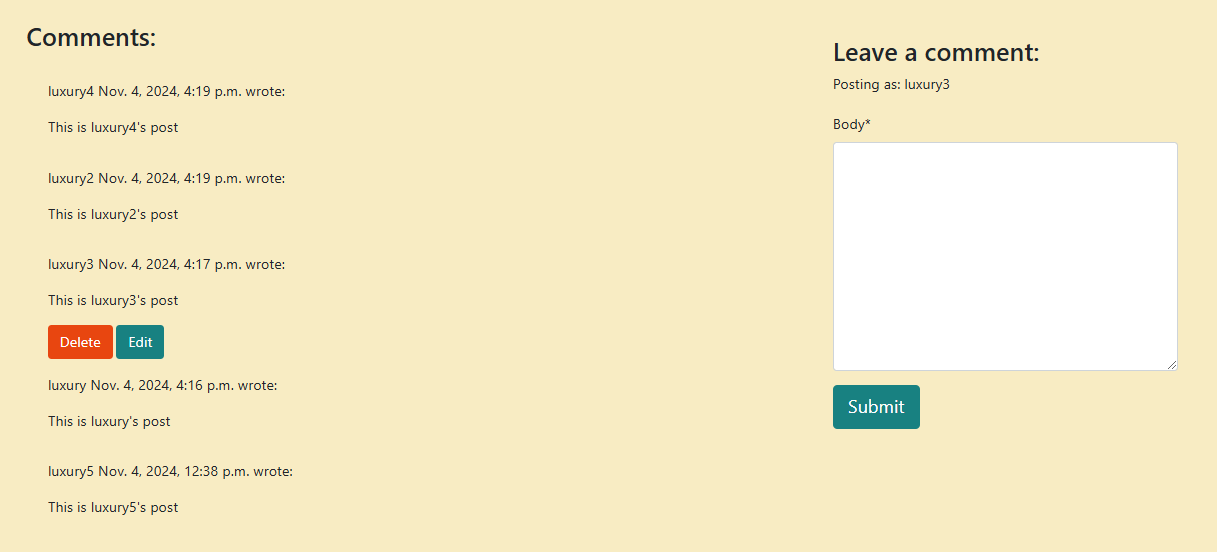 Comments:
luxury4 Nov. 4, 2024, 4:19 p.m. wrote:
This is luxury4's post
luxury2 Nov. 4, 2024, 4:19 p.m. wrote:
This is luxury2's post
luxury3 Nov. 4, 2024, 4:17 p.m. wrote:
This is luxury3's post
Delete Edit
luxury Nov. 4, 2024, 4:16 p.m. wrote:
This is luxury's post
luxury5 Nov. 4, 2024, 12:38 p.m. wrote:
This is luxury5's post
Leave a comment:
Posting as: luxury3
Body*
Submit